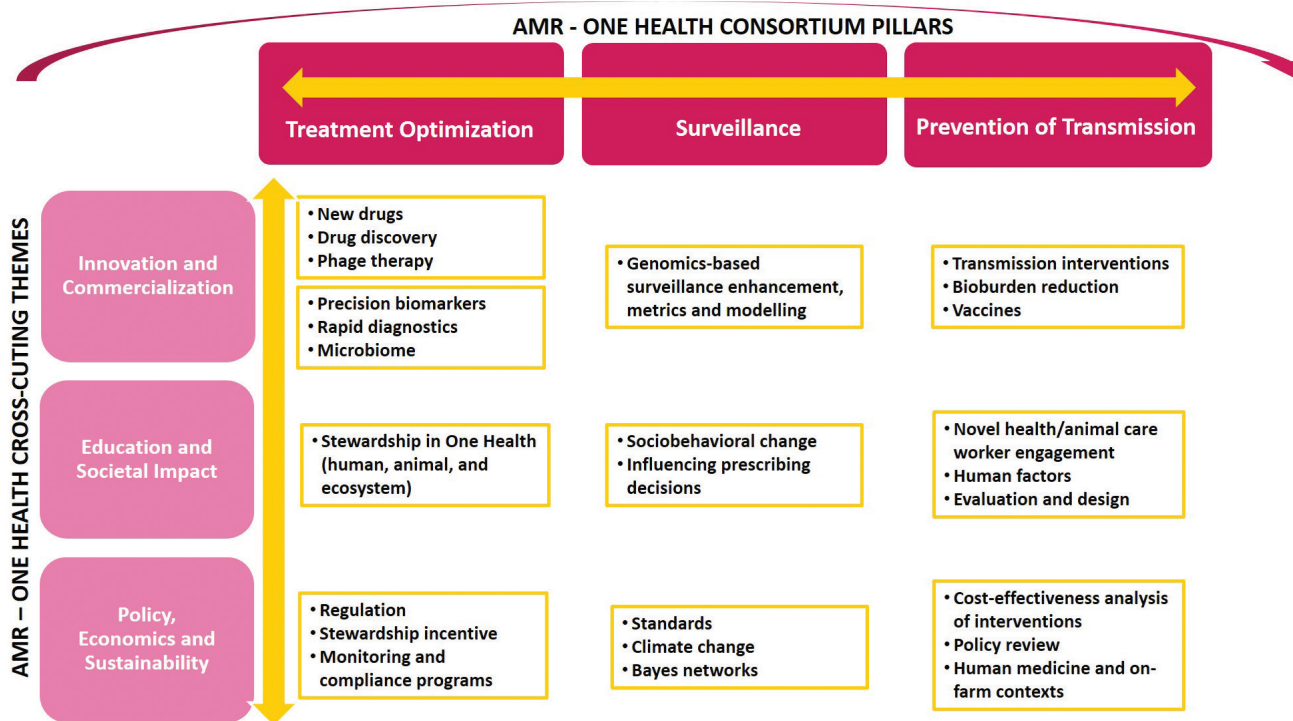 AMR - ONE HEALTH CONSORTIUM PILLARS
Treatment Optimization
Surveillance
Prevention of Transmission
AMR – ONE HEALTH CROSS-CUTING THEMES
Innovation and
Commercialization
• New drugs
• Drug discovery
• Phage therapy
• Precision biomarkers
• Rapid diagnostics
• Microbiome
• Genomics-based
surveillance enhancement,
metrics and modelling
• Transmission interventions
• Bioburden reduction
• Vaccines
Education and
Societal Impact
• Stewardship in One Health
(human, animal, and
ecosystem)
• Sociobehavioral change
• Influencing prescribing
decisions
• Novel health/animal care
worker engagement
• Human factors
• Evaluation and design
Policy,
Economics and
Sustainability
• Regulation
• Stewardship incentive
• Monitoring and
compliance programs
• Standards
• Climate change
• Bayes networks
• Cost-effectiveness analysis
of interventions
• Policy review
• Human medicine and on-
farm contexts